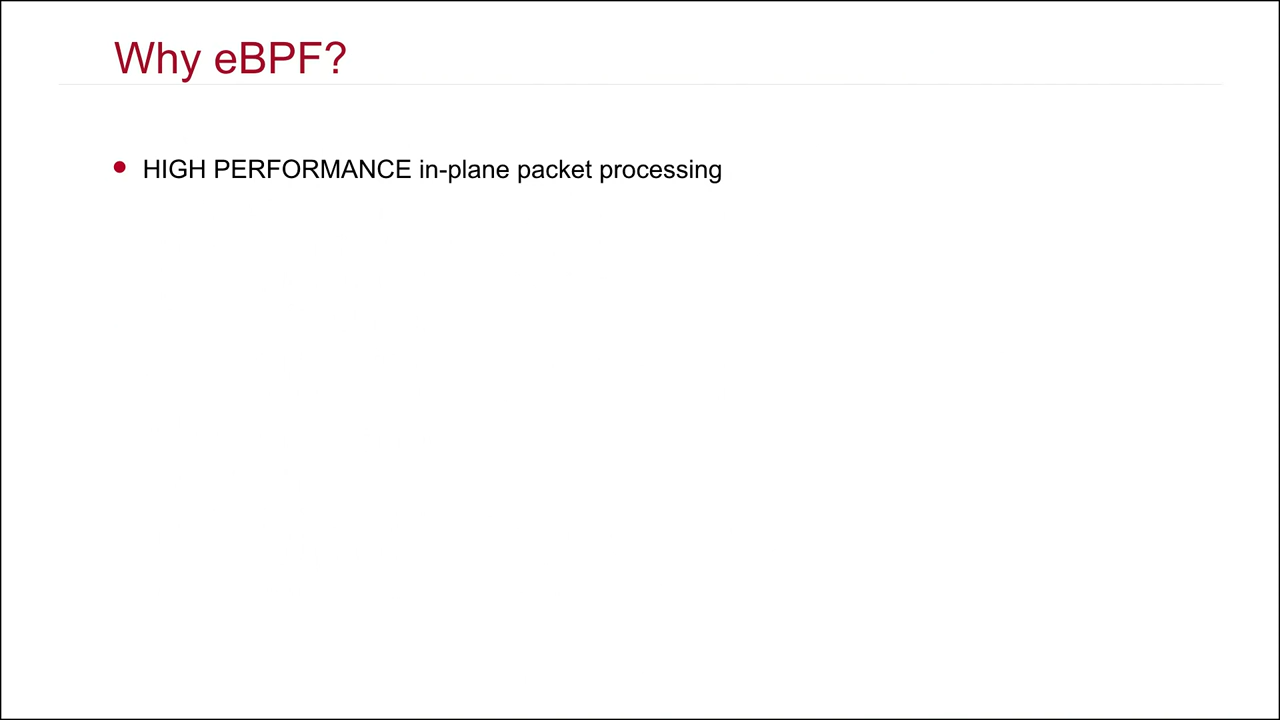 Why eBPF?
HIGH PERFORMANCE in-plane packet processing